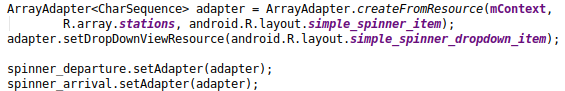 ArrayAdapter<CharSequence> adapter = ArrayAdapter.createFromResource(mContext,
        R.array.stations, android.R.layout.simple_spinner_item);
adapter.setDropDownViewResource(android.R.layout.simple_spinner_dropdown_item);

spinner_departure.setAdapter(adapter);
spinner_arrival.setAdapter(adapter);